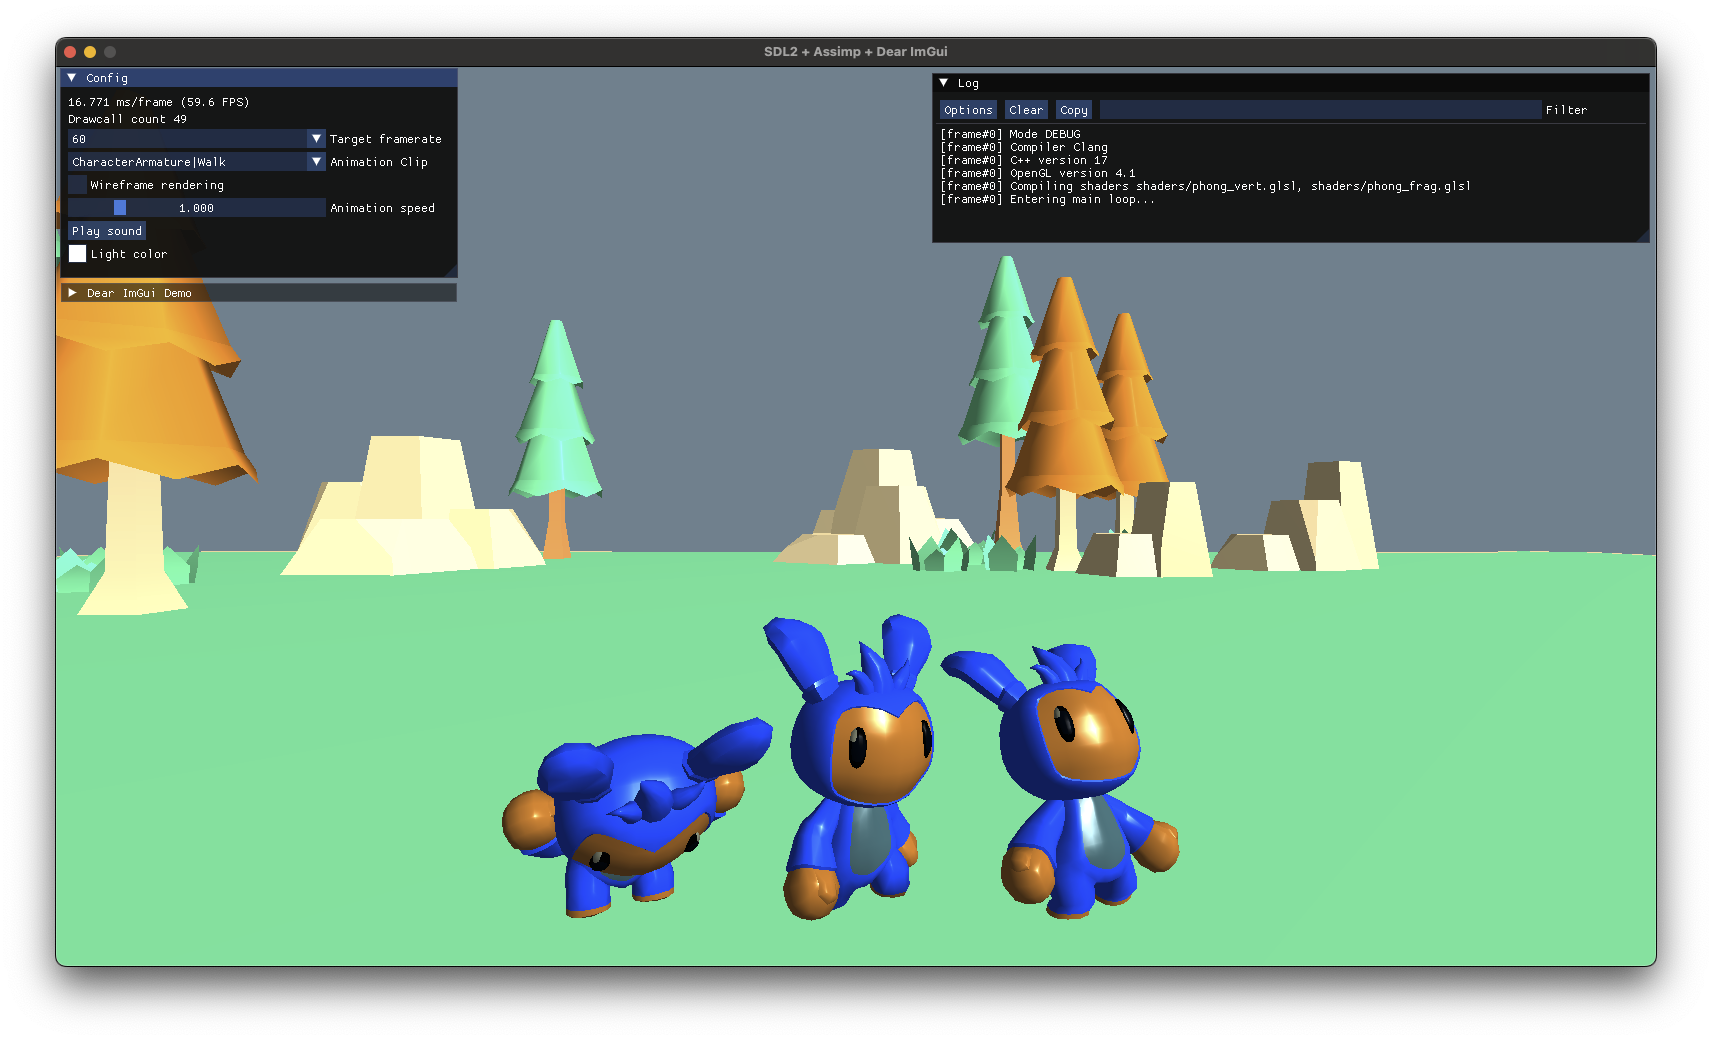 SDL2 + Assimp + Dear ImGui
Config
16.771 ms/frame (59.6 FPS)
Drawcall count 49
60 Target framerate
CharacterArmature|Walk Animation Clip
Wireframe rendering
1.000 Animation speed
Play sound
Light color
Dear ImGui Demo
Log
Options Clear Copy Filter
[frame#0] Mode DEBUG
[frame#0] Compiler Clang
[frame#0] C++ version 17
[frame#0] OpenGL version 4.1
[frame#0] Compiling shaders shaders/phong_vert.glsl, shaders/phong_frag.glsl
[frame#0] Entering main loop...